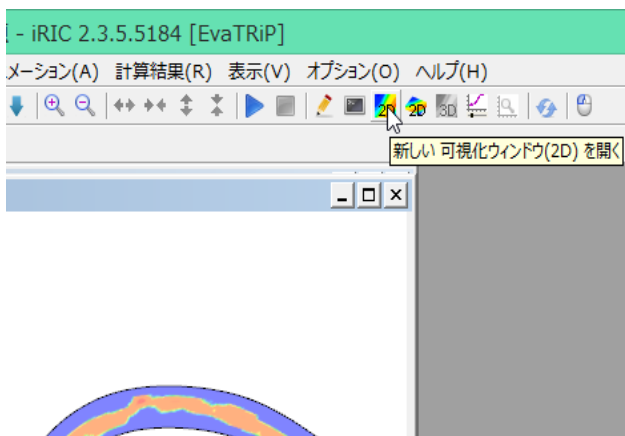 - iRIC 2.3.5.5184 [EvaTRiP]
メーション(A) 計算結果(R) 表示(V) オプション(O) ヘルプ(H)
2D 2D 3D
新しい 可視化ウィンドウ(2D) を開く